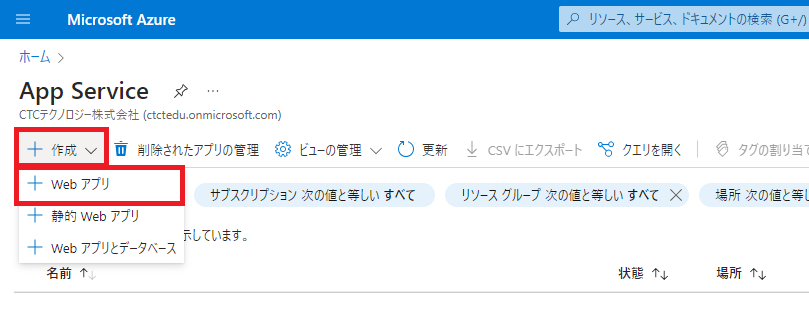 Microsoft Azure
リソース、サービス、ドキュメントの検索 (G+/)
ホーム
App Service
CTCテクノロジー株式会社 (ctctedu.onmicrosoft.com)
作成 削除されたアプリの管理 ビューの管理 更新 CSV にエクスポート クエリを開く タグの割り当て
Web アプリ サブスクリプション 次の値と等しい すべて リソース グループ 次の値と等しい すべて 場所 次の値と等しい
静的 Web アプリ
示しています。
Web アプリとデータベース
名前 状態 場所